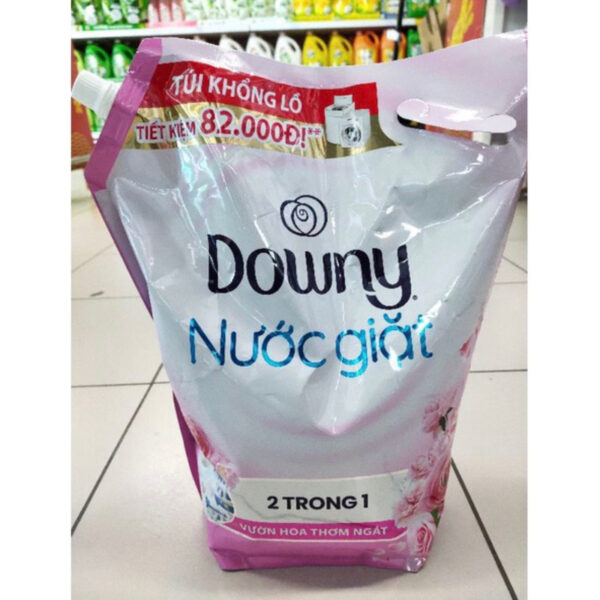 TÚI KHỔNG LỒ
TIẾT KIỆM 82.000Đ!**
Downy®
Nước giặt
2 TRONG 1
VƯỜN HOA THƠM NGÁT